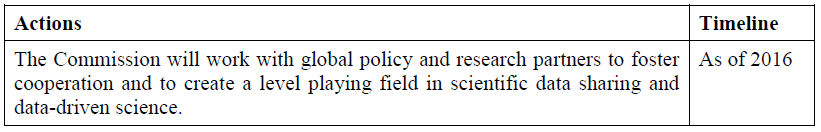 Actions Timeline
The Commission will work with global policy and research partners to foster As of 2016
cooperation and to create a level playing field in scientific data sharing and
data-driven science.